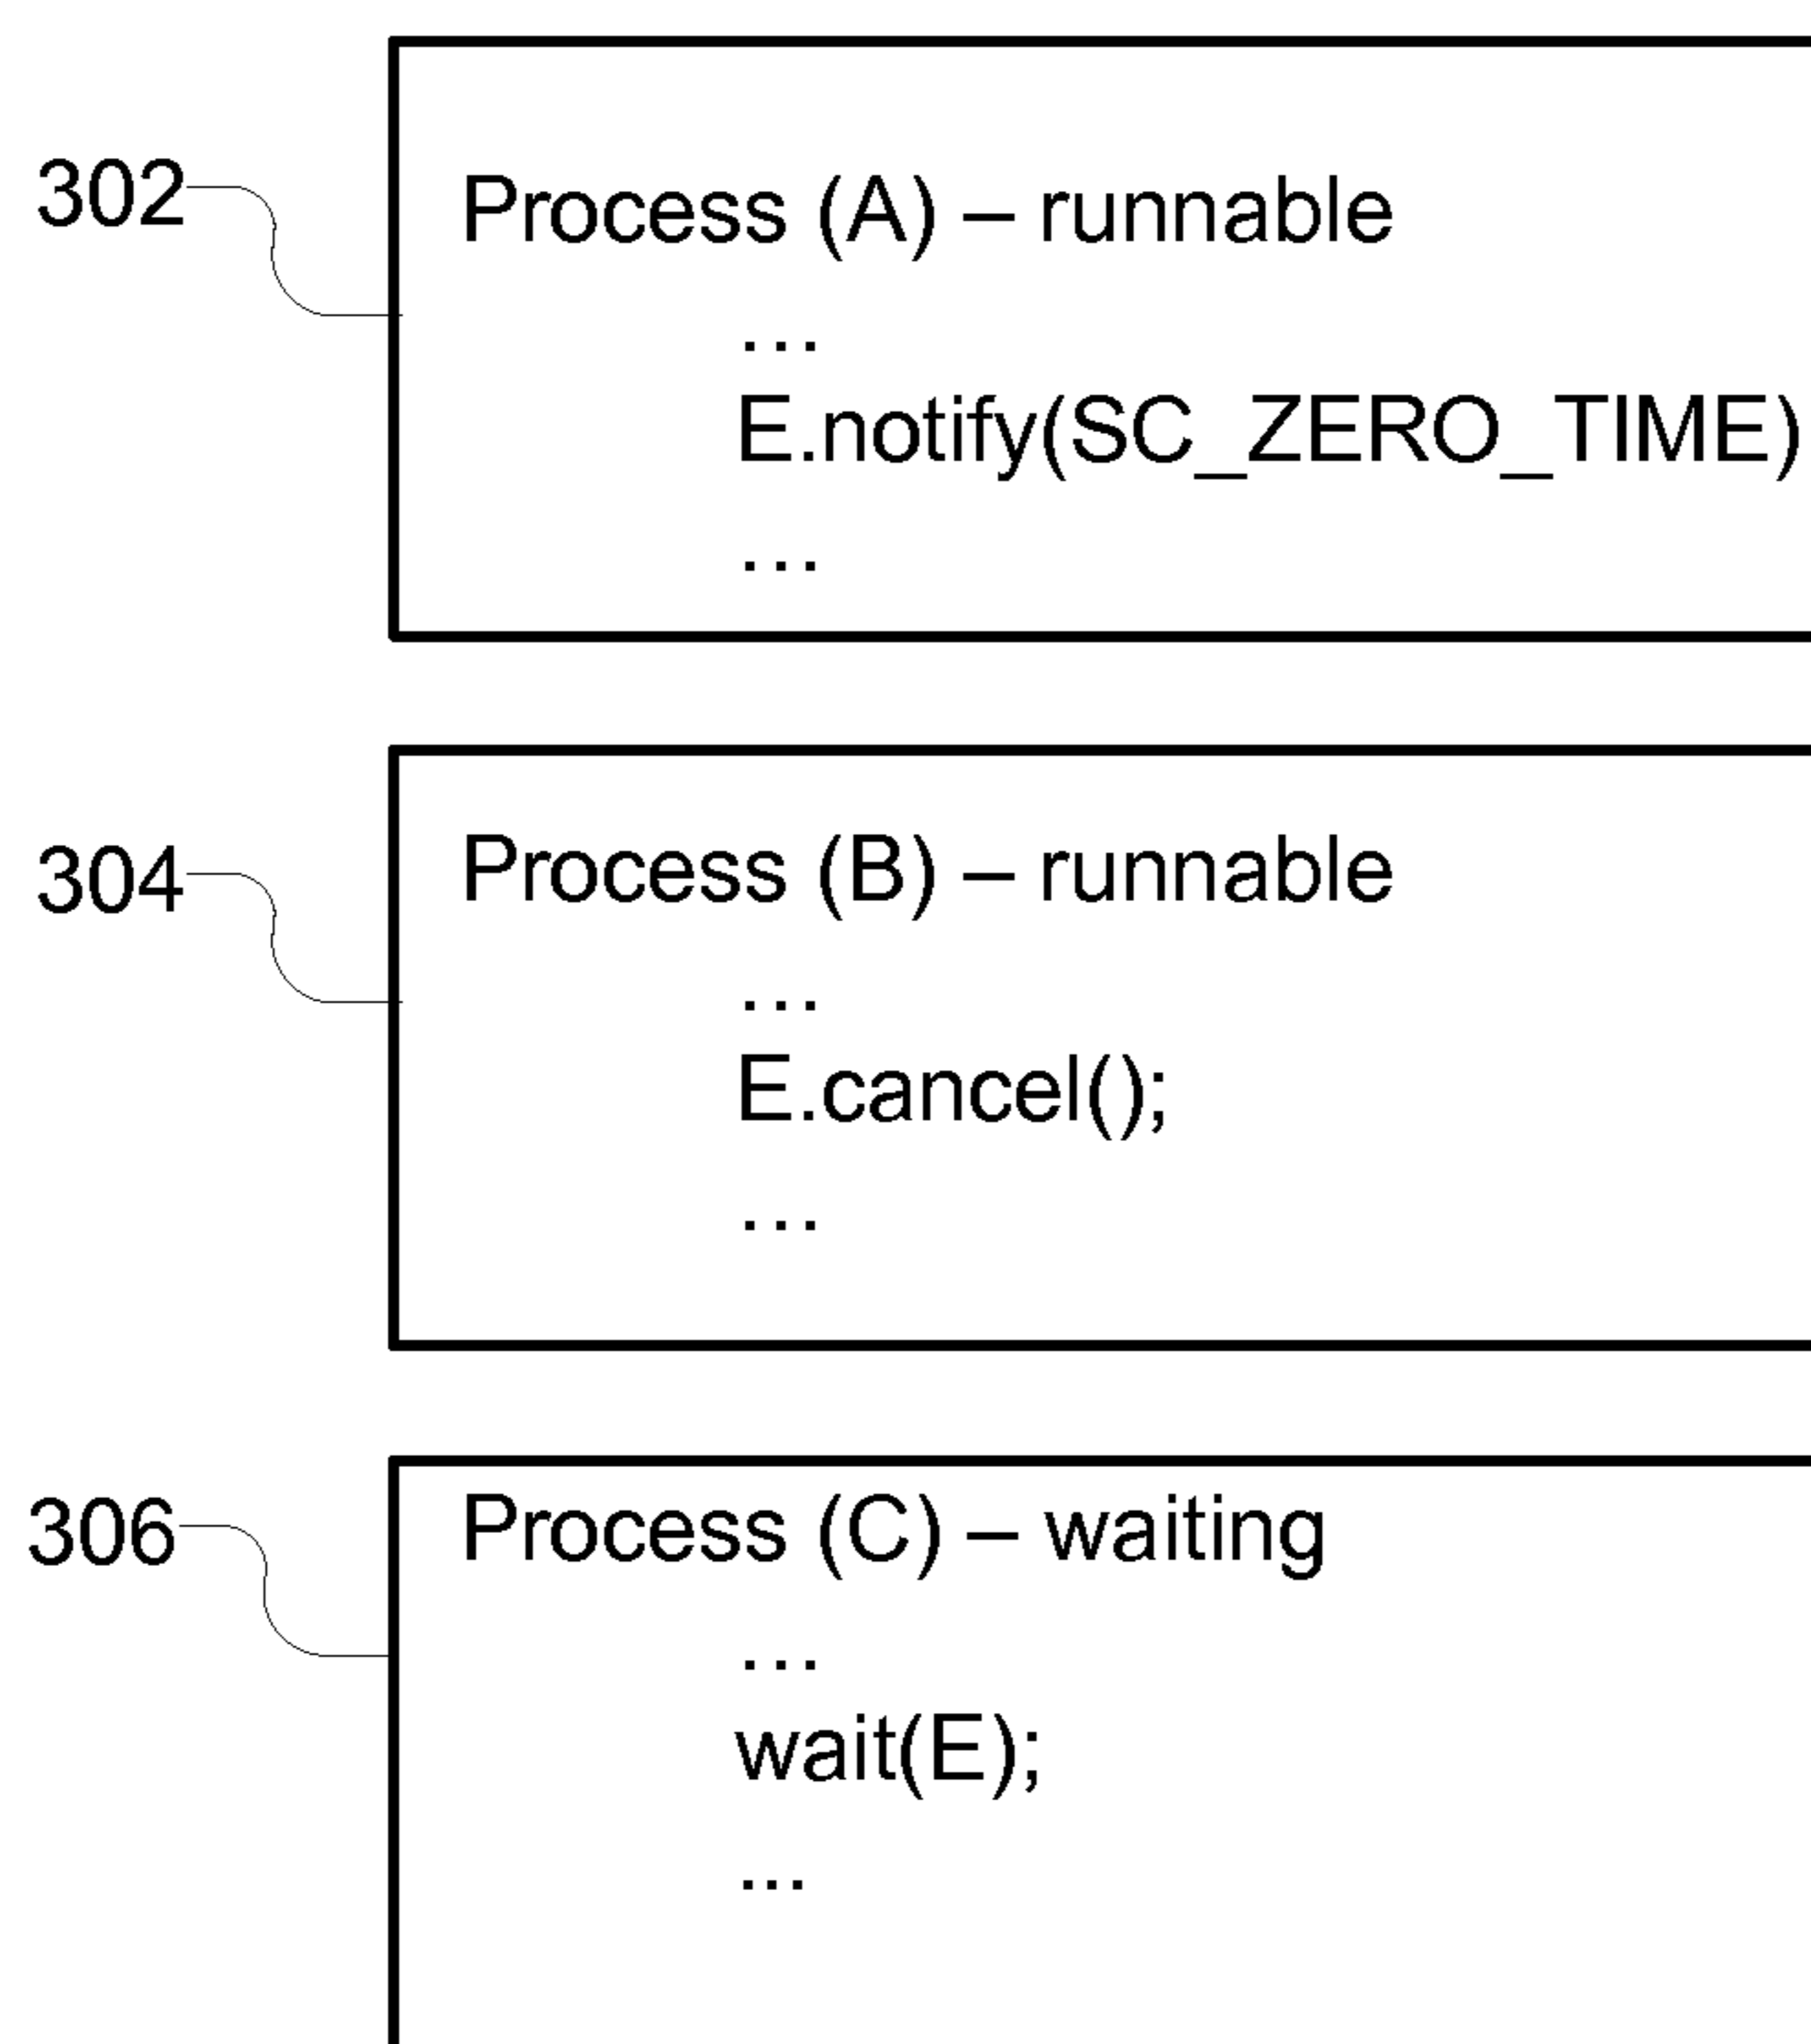 302
Process (A) – runnable
...
E.notify(SC_ZERO_TIME)
...
304
Process (B) – runnable
...
E.cancel();
...
306
Process (C) – waiting
...
wait(E);
...